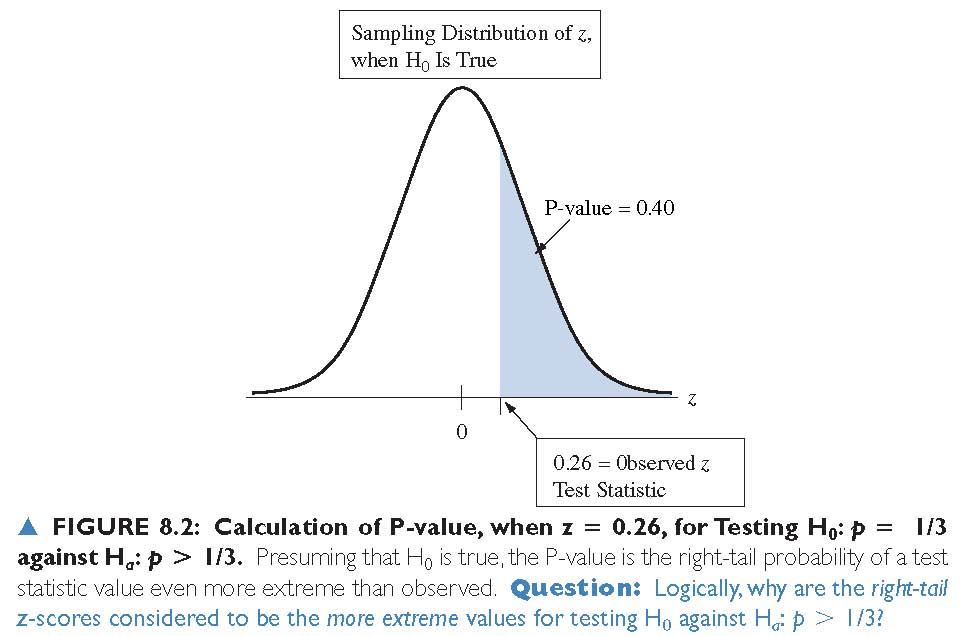 Sampling Distribution of z,
when H₀ Is True
P-value = 0.40
z
0
0.26 = 0bserved z
Test Statistic
▲ FIGURE 8.2: Calculation of P-value, when z = 0.26, for Testing H₀: p = 1/3
against Hₐ: p > 1/3. Presuming that H₀ is true, the P-value is the right-tail probability of a test
statistic value even more extreme than observed. Question: Logically, why are the right-tail
z-scores considered to be the more extreme values for testing H₀ against Hₐ: p > 1/3?